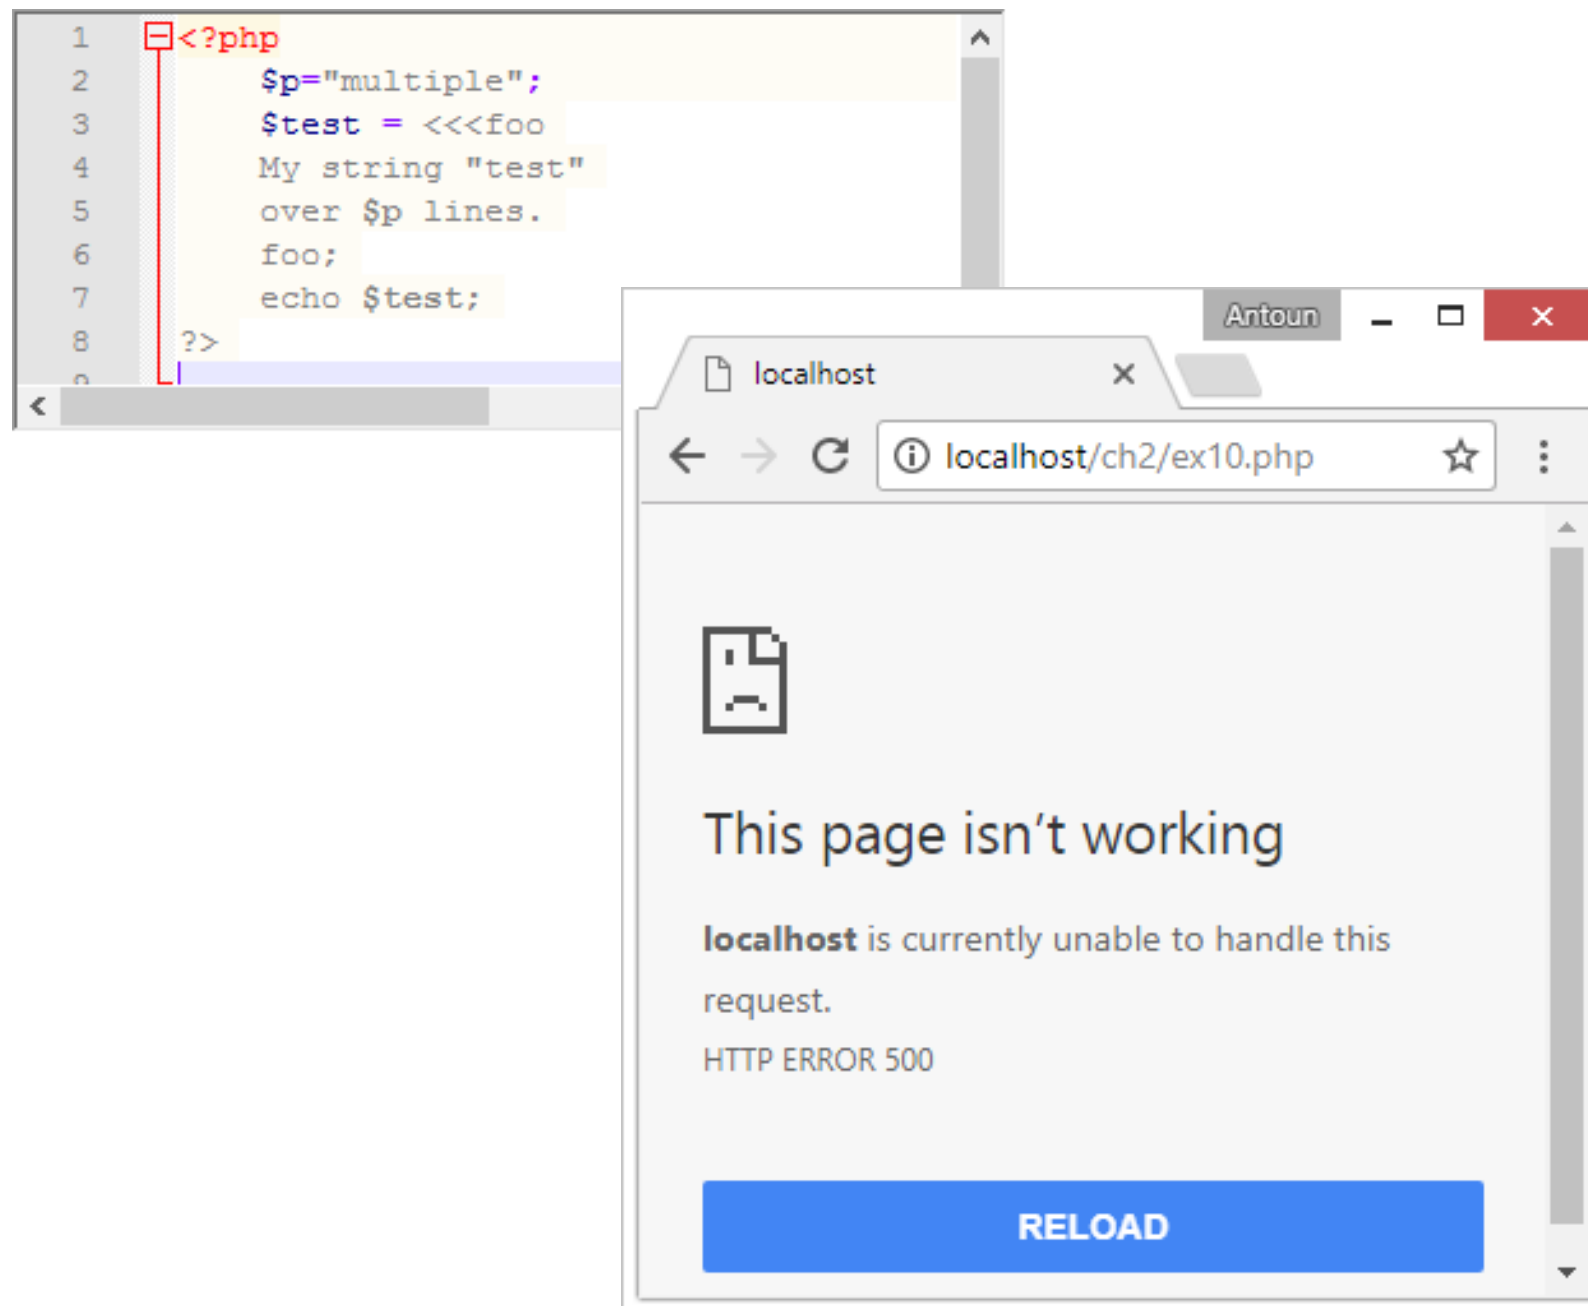 1 <?php
2 $p="multiple";
3 $test = <<<foo
4 My string "test"
5 over $p lines.
6 foo;
7 echo $test;
8 ?>
9
Antoun
localhost
localhost/ch2/ex10.php
This page isn’t working
localhost is currently unable to handle this
request.
HTTP ERROR 500
RELOAD